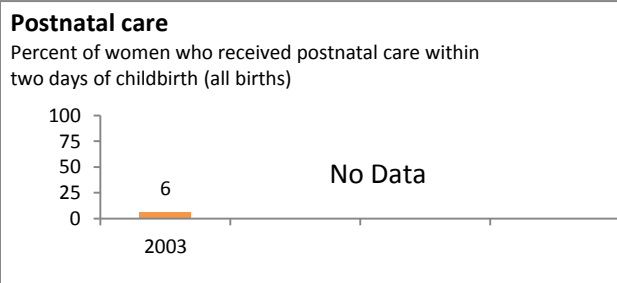 Postnatal care
Percent of women who received postnatal care within
two days of childbirth (all births)
100
75
50
25
0
6
No Data
2003